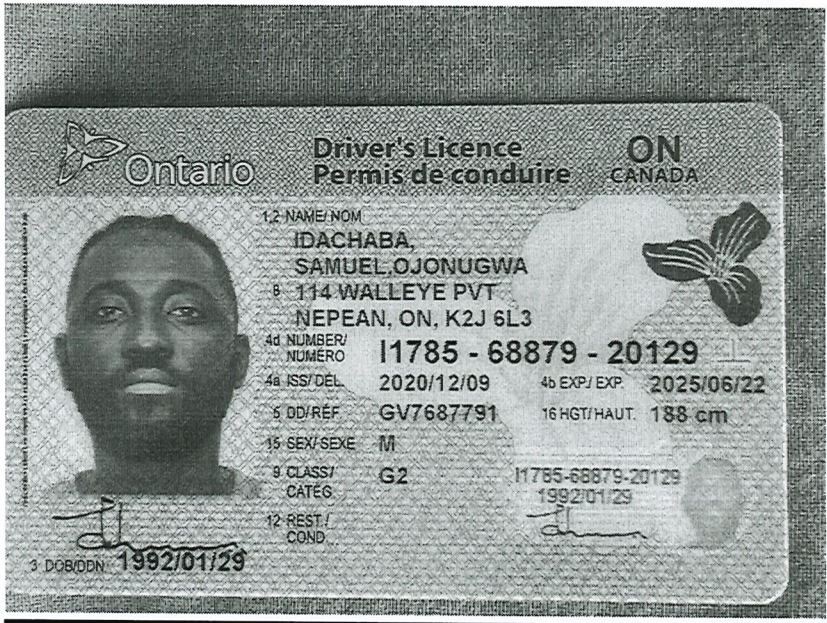 Ontario
Driver's Licence
Permis de conduire
ON
CANADA
1,2 NAME/ NOM
IDACHABA,
SAMUEL,OJONUGWA
8 114 WALLEYE PVT
NEPEAN, ON, K2J 6L3
4d NUMBER/ NUMÉRO I1785 - 68879 - 20129
4a ISS/ DÉL. 2020/12/09 4b EXP./ EXP. 2025/06/22
5 DD/RÉF. GV7687791 16 HGT/HAUT. 188 cm
15 SEX/ SEXE M
9 CLASS/ CATÉG. G2
I1785-68879-20129
1992/01/29
12 REST./ COND.
3 DOB/DDN 1992/01/29